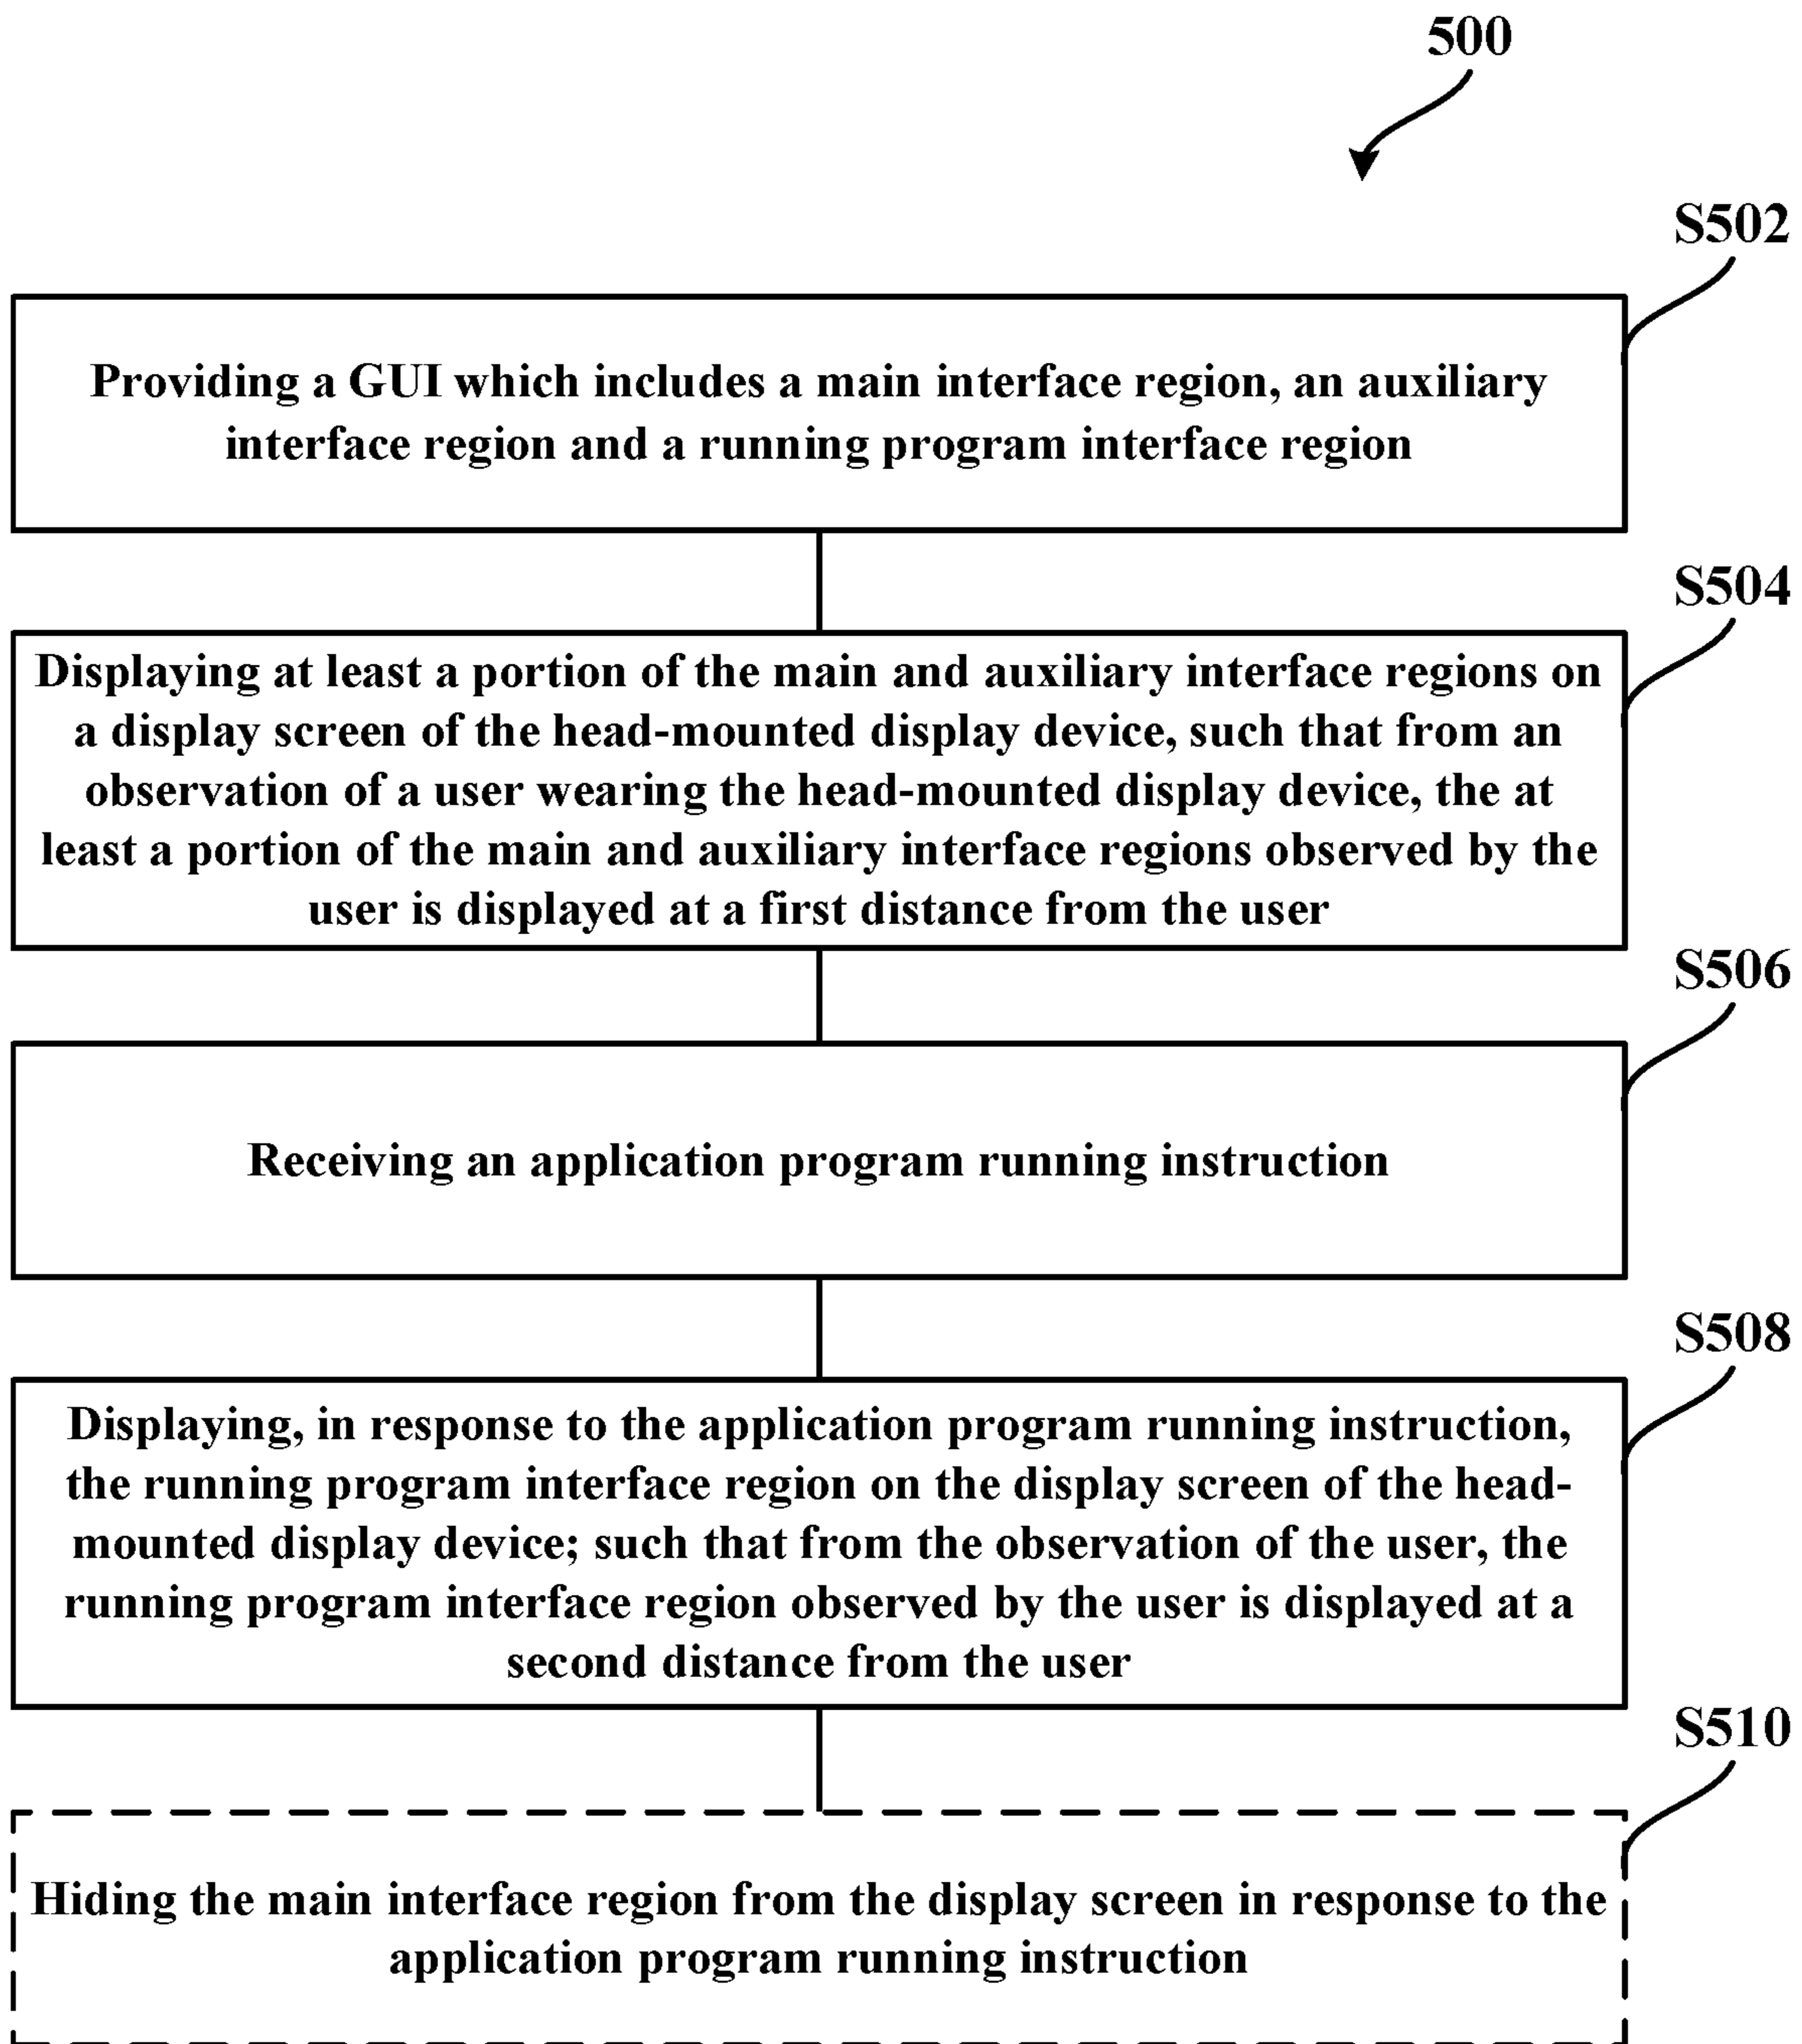 500
S502
Providing a GUI which includes a main interface region, an auxiliary
interface region and a running program interface region
S504
Displaying at least a portion of the main and auxiliary interface regions on
a display screen of the head-mounted display device, such that from an
observation of a user wearing the head-mounted display device, the at
least a portion of the main and auxiliary interface regions observed by the
user is displayed at a first distance from the user
S506
Receiving an application program running instruction
S508
Displaying, in response to the application program running instruction,
the running program interface region on the display screen of the head-
mounted display device; such that from the observation of the user, the
running program interface region observed by the user is displayed at a
second distance from the user
S510
Hiding the main interface region from the display screen in response to the
application program running instruction